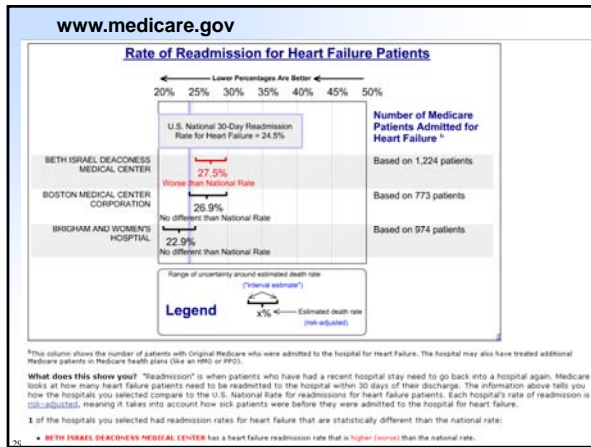 www.medicare.gov
Rate of Readmission for Heart Failure Patients
Lower Percentages Are Better
20% 25% 30% 35% 40% 45% 50%
U.S. National 30-Day Readmission
Rate for Heart Failure = 24.5%
Number of Medicare
Patients Admitted for
Heart Failure b
BETH ISRAEL DEACONESS
MEDICAL CENTER
27.5%
Worse than National Rate
Based on 1,224 patients
BOSTON MEDICAL CENTER
CORPORATION
26.9%
No different than National Rate
Based on 773 patients
BRIGHAM AND WOMEN'S
HOSPTIAL
22.9%
No different than National Rate
Based on 974 patients
Range of uncertainty around estimated death rate
("interval estimate")
Legend
x%
Estimated death rate
(risk-adjusted)
bThis column shows the number of patients with Original Medicare who were admitted to the hospital for Heart Failure. The hospital may also have treated additional
Medicare patients in Medicare health plans (like an HMO or PPO).
What does this show you? "Readmission" is when patients who have had a recent hospital stay need to go back into a hospital again. Medicare
looks at how many heart failure patients need to be readmitted to the hospital within 30 days of their discharge. The information above tells you
how the hospitals you selected compare to the U.S. National Rate for readmissions for heart failure patients. Each hospital's rate of readmission is
risk-adjusted, meaning it takes into account how sick patients were before they were admitted to the hospital for heart failure.
1 of the hospitals you selected had readmission rates for heart failure that are statistically different than the national rate:
• BETH ISRAEL DEACONESS MEDICAL CENTER has a heart failure readmission rate that is higher (worse) than the national rate.